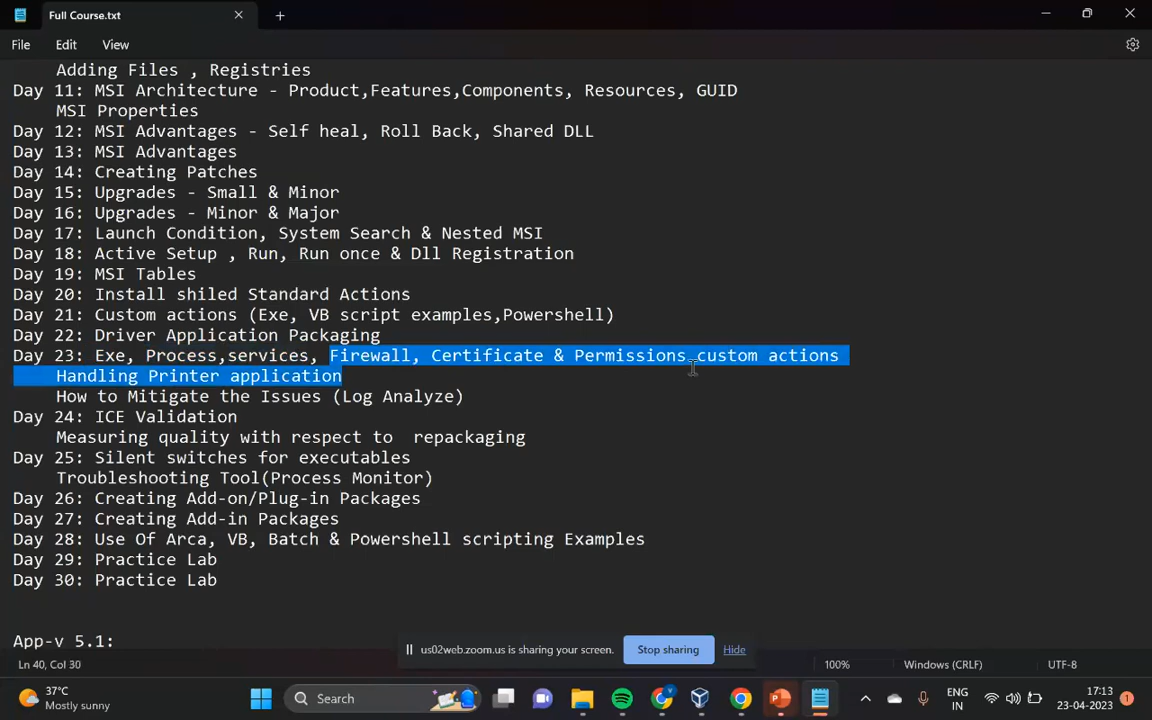 Full Course.txt
File Edit View
Adding Files , Registries
Day 11: MSI Architecture - Product,Features,Components, Resources, GUID
MSI Properties
Day 12: MSI Advantages - Self heal, Roll Back, Shared DLL
Day 13: MSI Advantages
Day 14: Creating Patches
Day 15: Upgrades - Small & Minor
Day 16: Upgrades - Minor & Major
Day 17: Launch Condition, System Search & Nested MSI
Day 18: Active Setup , Run, Run once & Dll Registration
Day 19: MSI Tables
Day 20: Install shiled Standard Actions
Day 21: Custom actions (Exe, VB script examples,Powershell)
Day 22: Driver Application Packaging
Day 23: Exe, Process,services, Firewall, Certificate & Permissions custom actions
Handling Printer application
How to Mitigate the Issues (Log Analyze)
Day 24: ICE Validation
Measuring quality with respect to  repackaging
Day 25: Silent switches for executables
Troubleshooting Tool(Process Monitor)
Day 26: Creating Add-on/Plug-in Packages
Day 27: Creating Add-in Packages
Day 28: Use Of Arca, VB, Batch & Powershell scripting Examples
Day 29: Practice Lab
Day 30: Practice Lab
App-v 5.1:
us02web.zoom.us is sharing your screen. Stop sharing Hide
Ln 40, Col 30 100% Windows (CRLF) UTF-8
37°C
Mostly sunny
Search
ENG
IN
17:13
23-04-2023
1